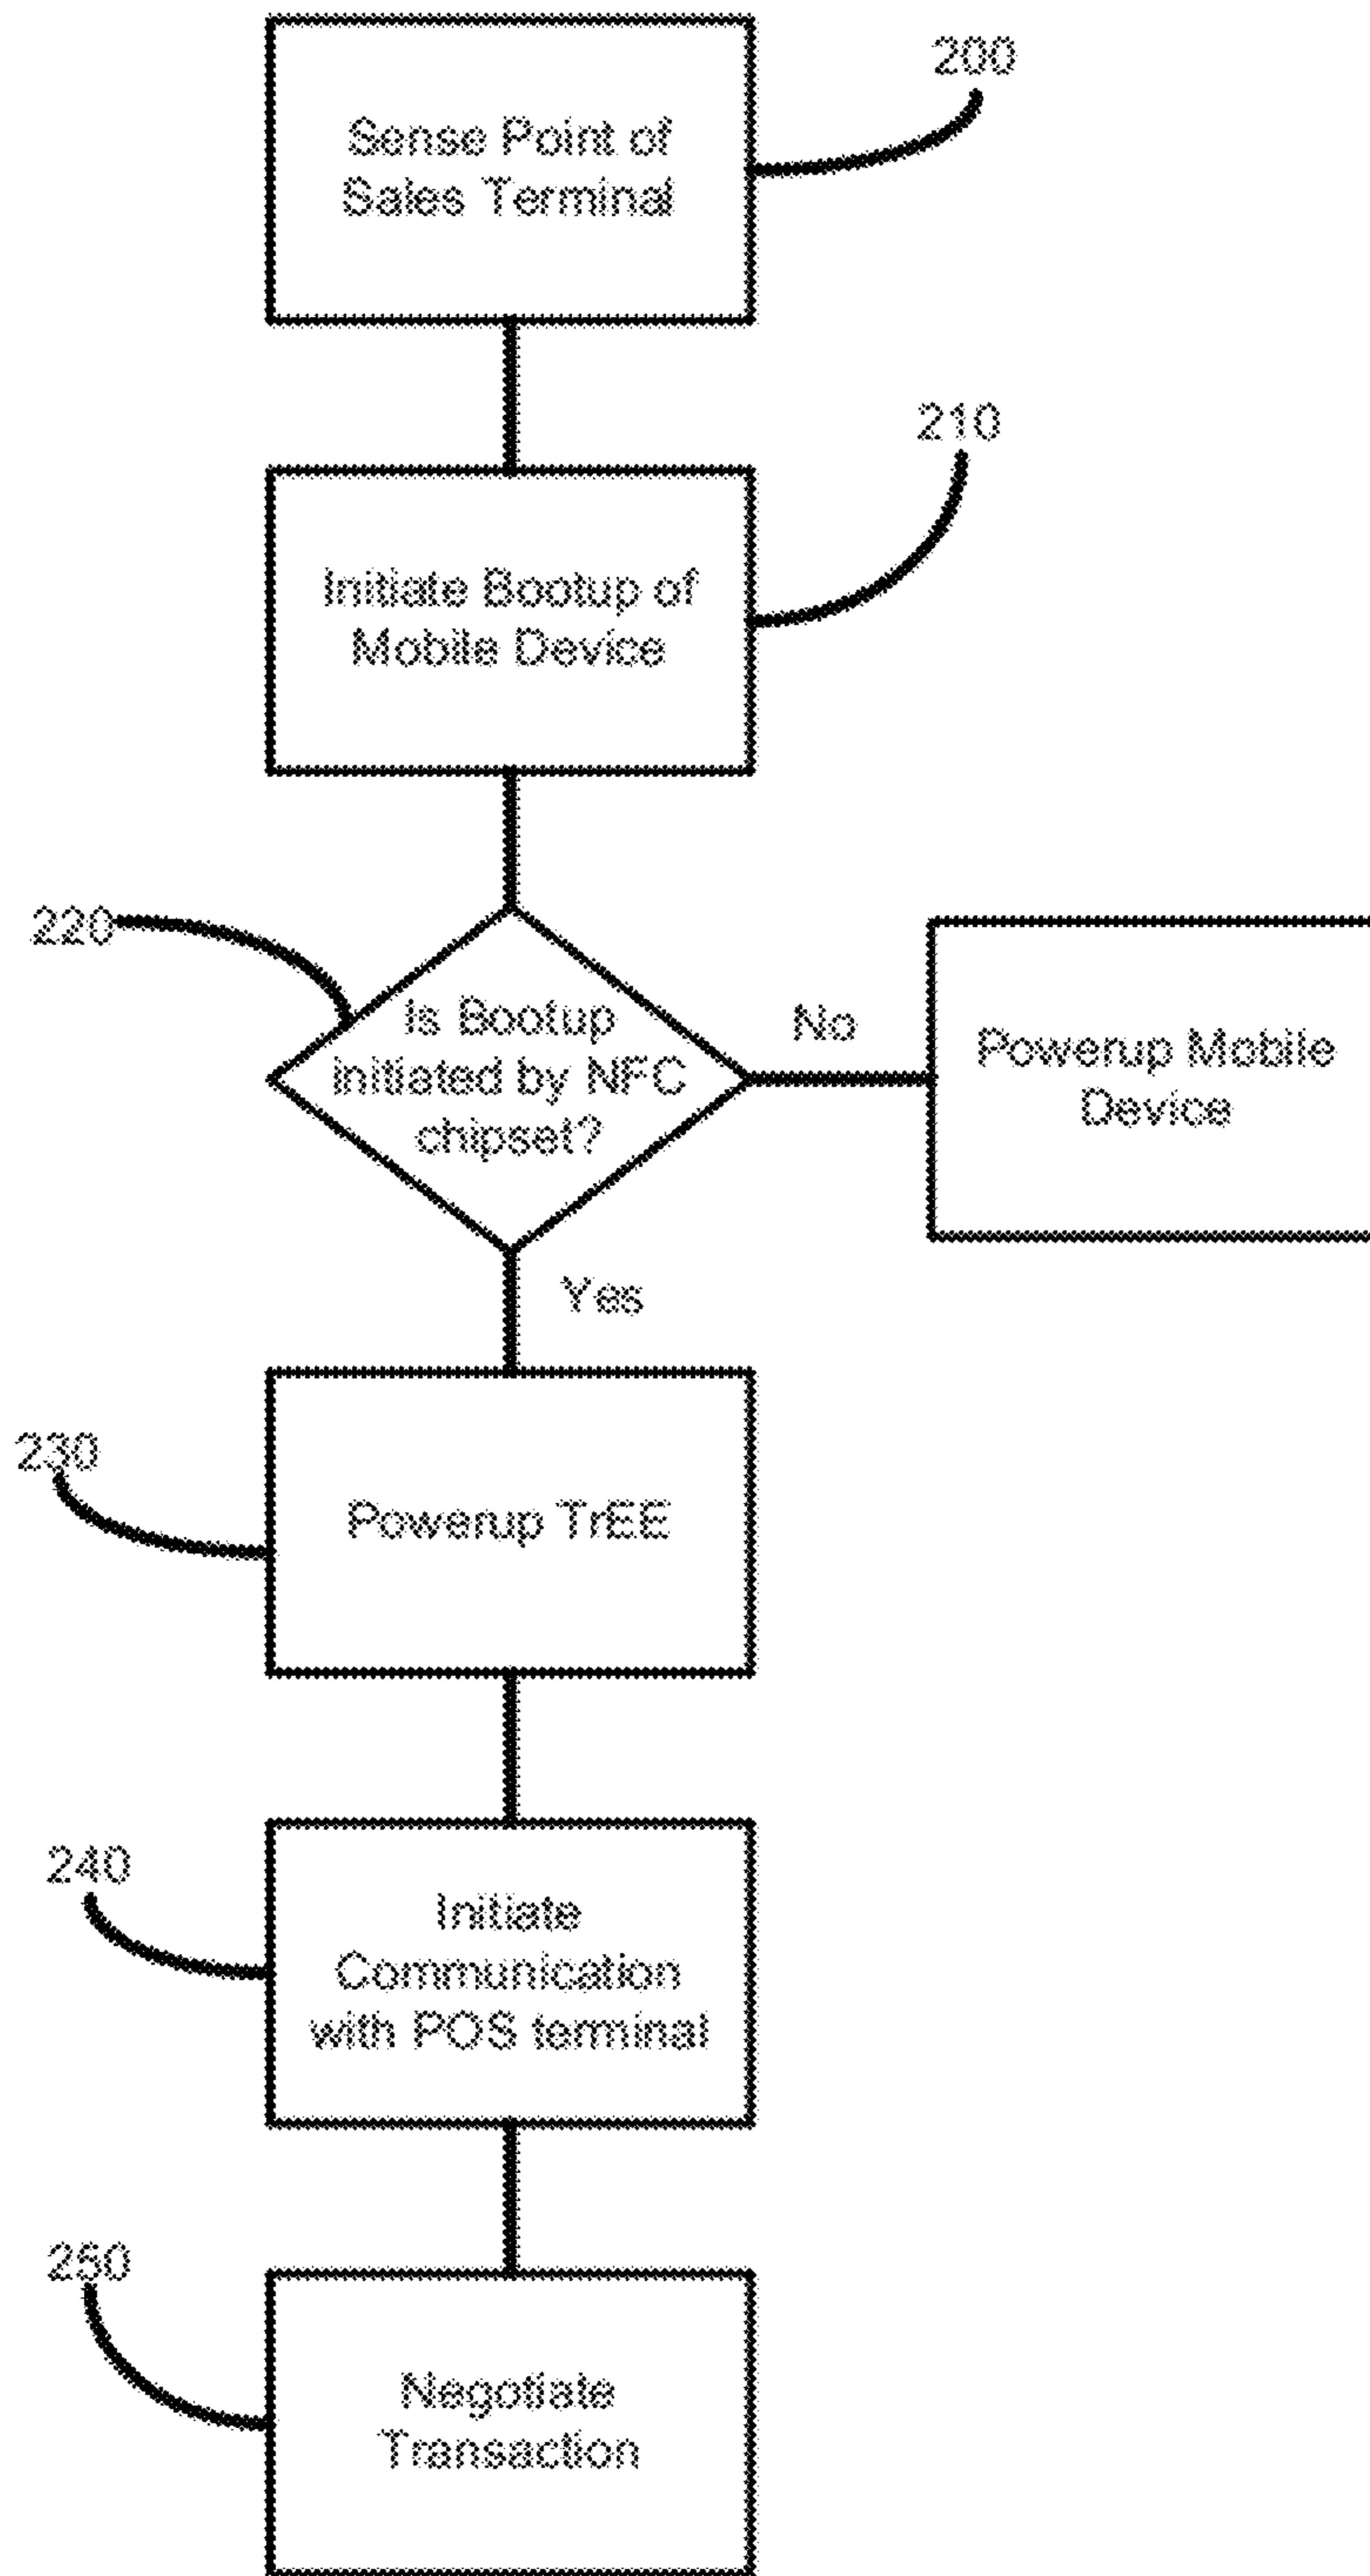 200
Sense Point of
Sales Terminal
210
Initiate Bootup of
Mobile Device
220
Is Bootup
initiated by NFC
chipset?
No
Powerup Mobile
Device
Yes
230
Powerup TrEE
240
Initiate
Communication
with POS terminal
250
Negotiate
Transaction